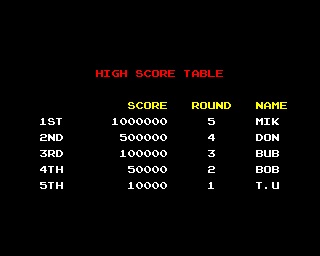 HIGH SCORE TABLE
SCORE ROUND NAME
1ST 1000000 5 MIK
2ND 500000 4 DON
3RD 100000 3 BUB
4TH 50000 2 BOB
5TH 10000 1 T.U